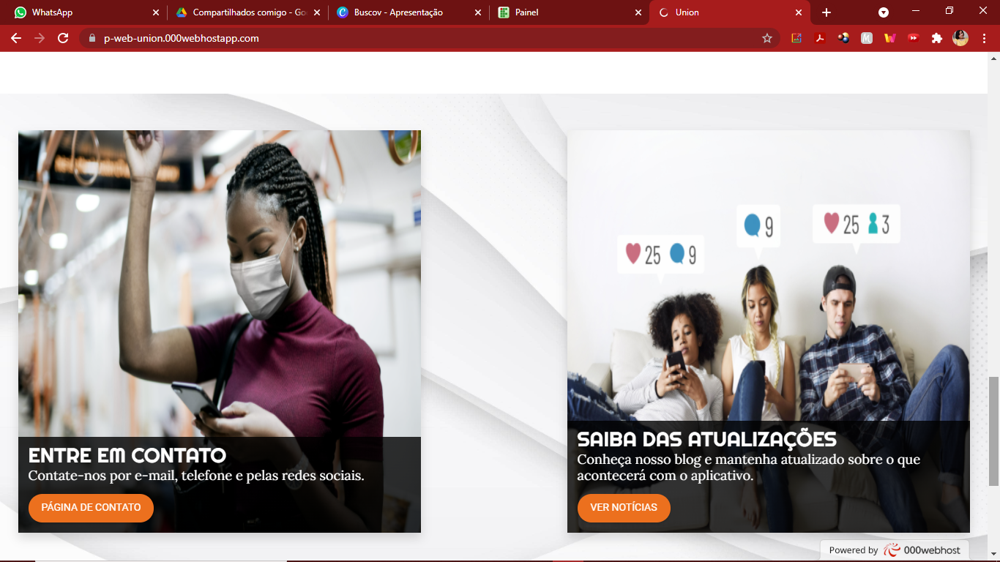 WhatsApp
Compartilhados comigo - Go
Buscov - Apresentação
Painel
Union
p-web-union.000webhostapp.com
25 9
9
25 3
ENTRE EM CONTATO
Contate-nos por e-mail, telefone e pelas redes sociais.
PÁGINA DE CONTATO
SAIBA DAS ATUALIZAÇÕES
Conheça nosso blog e mantenha atualizado sobre o que
acontecerá com o aplicativo.
VER NOTÍCIAS
Powered by 000webhost